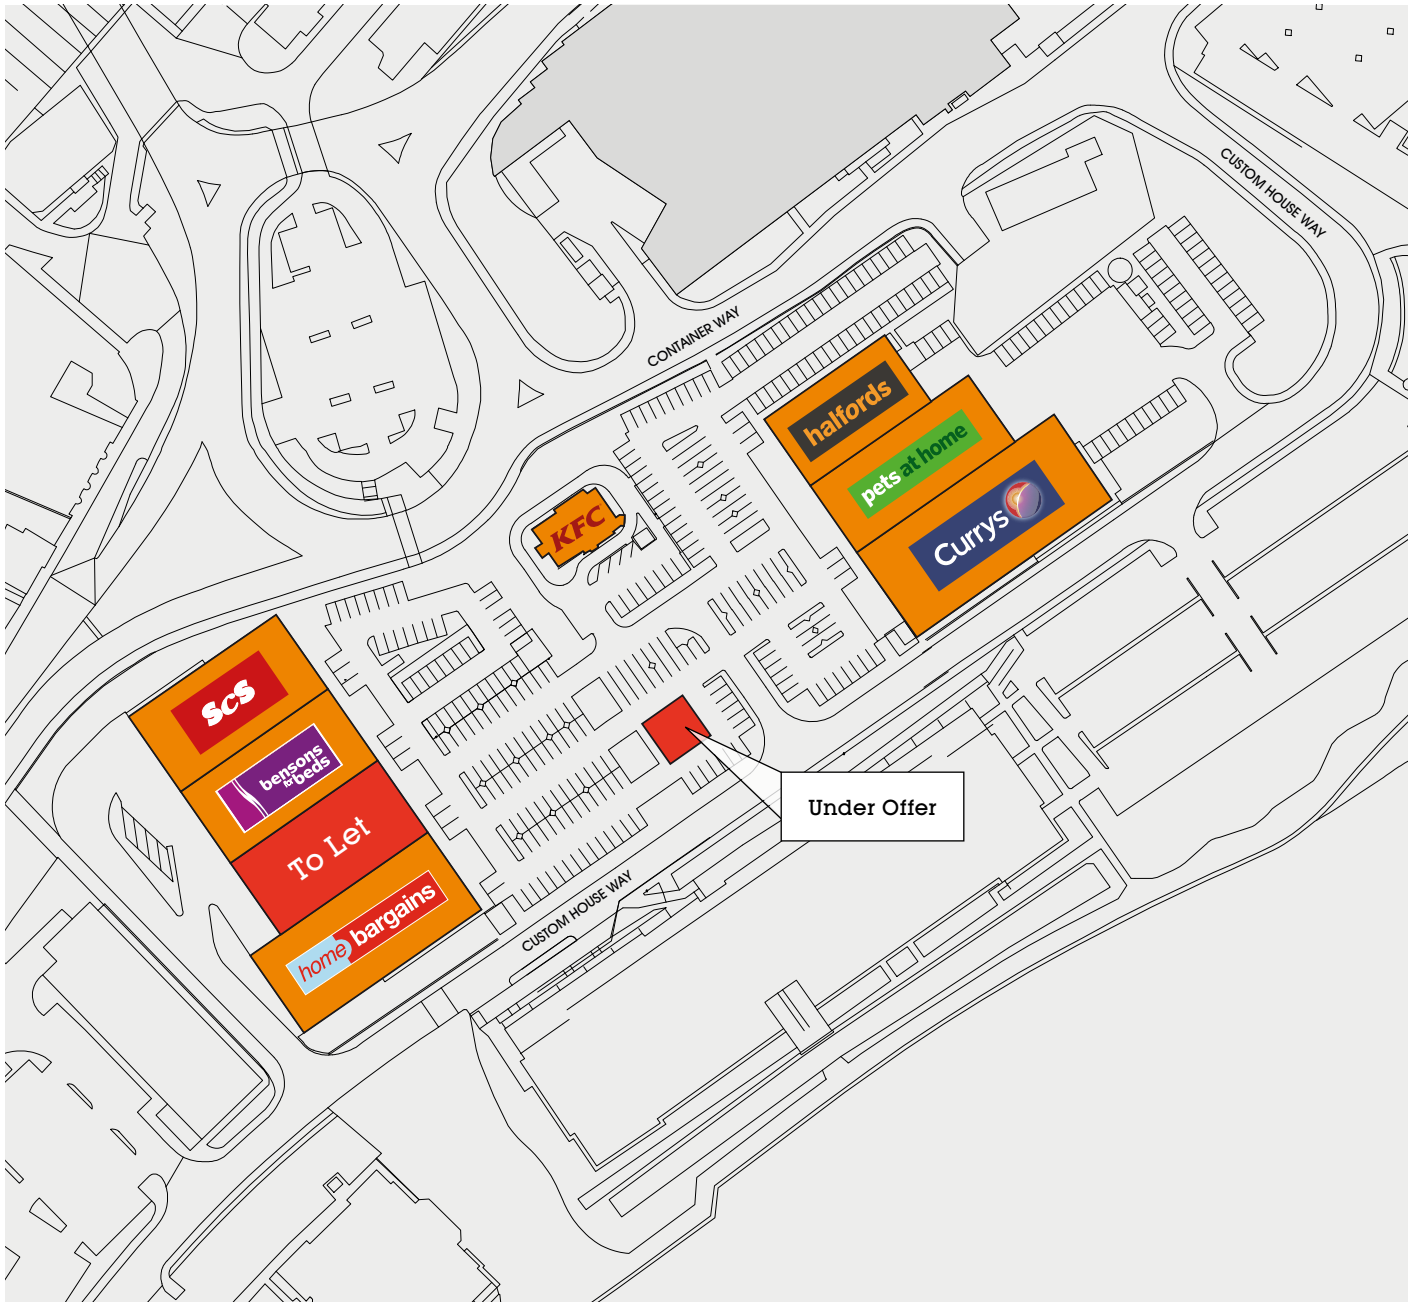 CUSTOM HOUSE WAY
CONTAINER WAY
halfords
pets at home
Currys
KFC
scs
bensons
for beds
To Let
home bargains
Under Offer
CUSTOM HOUSE WAY